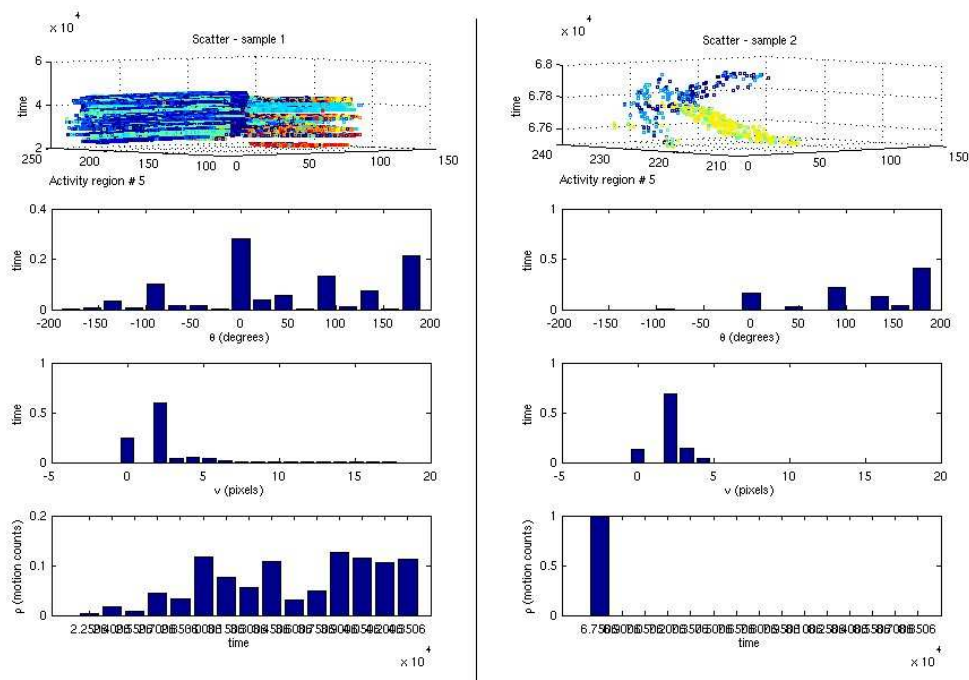 x 10^4
Scatter - sample 1
6
4
2
time
250 200 150 100 0 50 100 150
Activity region # 5
0.4
0.2
0
time
-200 -150 -100 -50 0 50 100 150 200
θ (degrees)
1
0.5
0
time
-5 0 5 10 15 20
v (pixels)
0.2
0.1
0
ρ (motion counts)
time
x 10^4
x 10^4
Scatter - sample 2
6.8
6.78
6.76
time
240 230 220 210 0 50 100 150
Activity region # 5
1
0.5
0
time
-200 -150 -100 -50 0 50 100 150 200
θ (degrees)
1
0.5
0
time
-5 0 5 10 15 20
v (pixels)
1
0.5
0
ρ (motion counts)
time
x 10^4